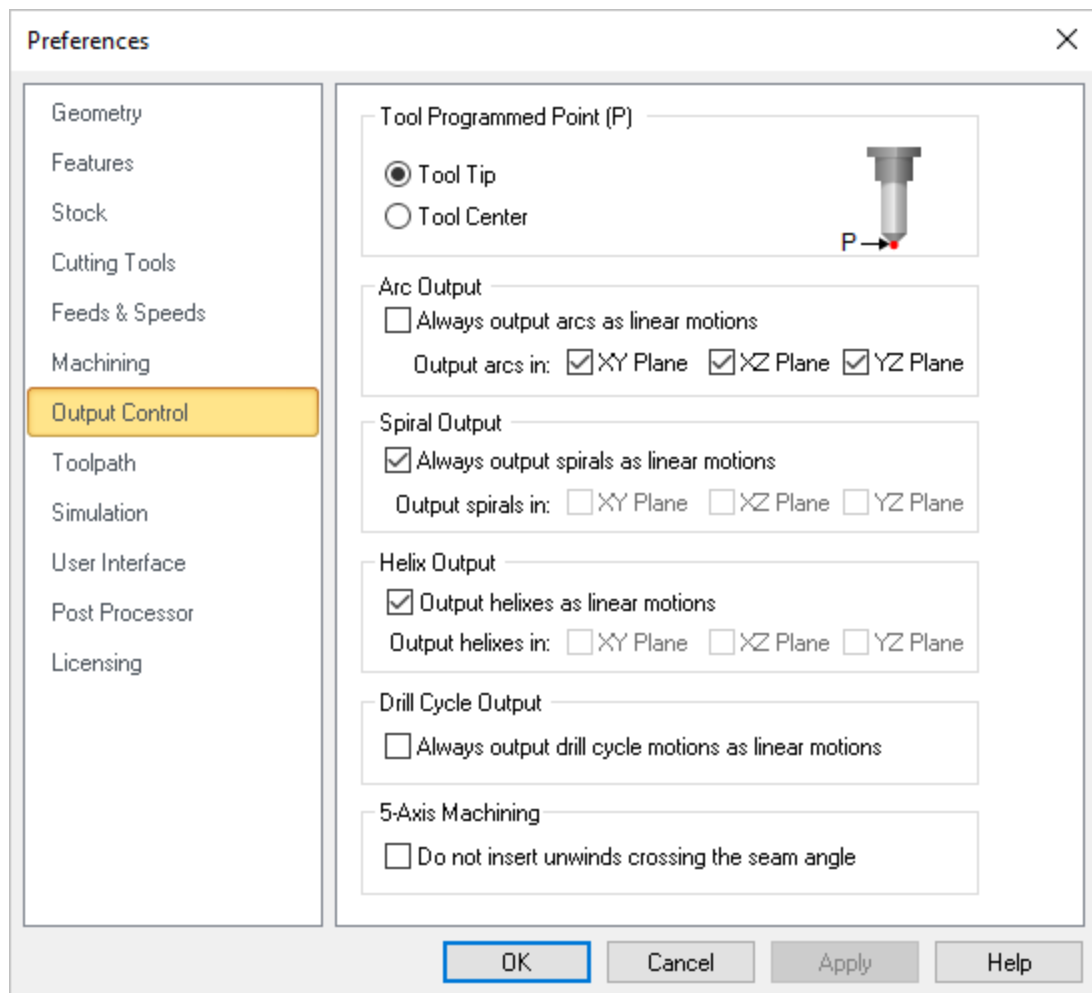 Preferences
Geometry
Features
Stock
Cutting Tools
Feeds & Speeds
Machining
Output Control
Toolpath
Simulation
User Interface
Post Processor
Licensing
Tool Programmed Point (P)
Tool Tip
Tool Center
P
Arc Output
Always output arcs as linear motions
Output arcs in: XY Plane XZ Plane YZ Plane
Spiral Output
Always output spirals as linear motions
Output spirals in: XY Plane XZ Plane YZ Plane
Helix Output
Output helixes as linear motions
Output helixes in: XY Plane XZ Plane YZ Plane
Drill Cycle Output
Always output drill cycle motions as linear motions
5-Axis Machining
Do not insert unwinds crossing the seam angle
OK Cancel Apply Help